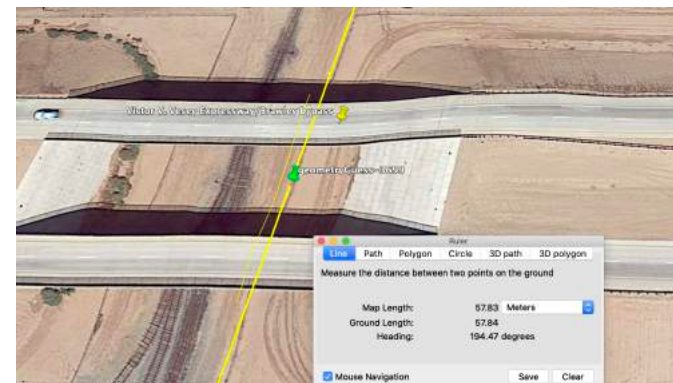 Victor V. Veser Expressway/Brawley Bypass
Ruler
Line Path Polygon Circle 3D path 3D polygon
Measure the distance between two points on the ground
Map Length: 57.83 Meters
Ground Length: 57.84
Heading: 194.47 degrees
Mouse Navigation Save Clear